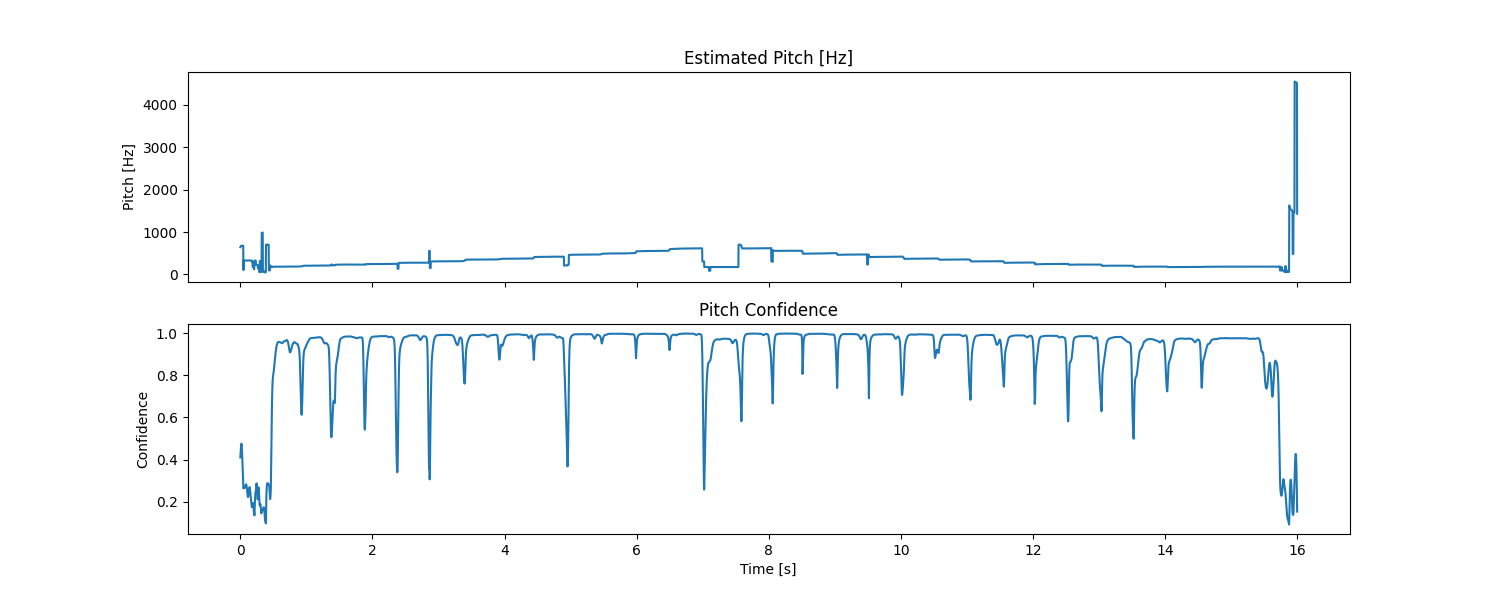 Estimated Pitch [Hz]
Pitch [Hz]
4000
3000
2000
1000
0
Pitch Confidence
Confidence
1.0
0.8
0.6
0.4
0.2
0 2 4 6 8 10 12 14 16
Time [s]